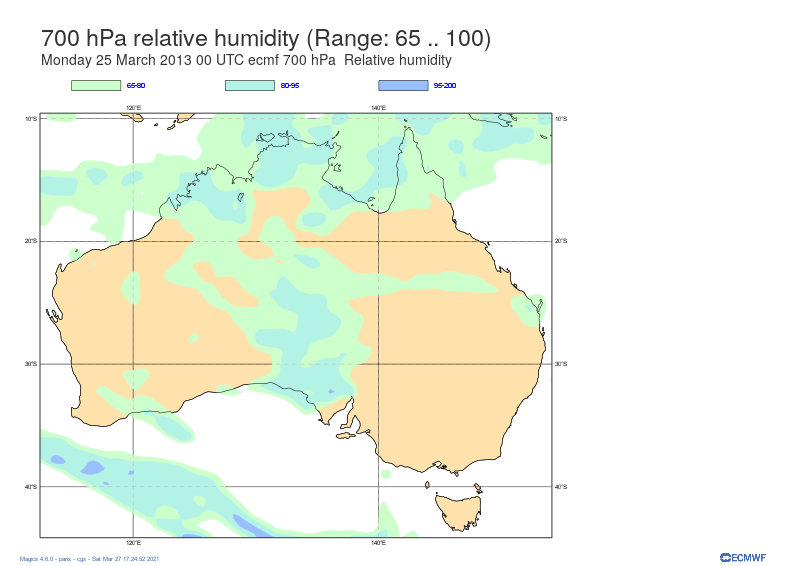 700 hPa relative humidity (Range: 65 .. 100)
Monday 25 March 2013 00 UTC ecmf 700 hPa  Relative humidity
65-80 80-95 95-200
120°E 140°E
10°S 10°S
20°S 20°S
30°S 30°S
40°S 40°S
120°E 140°E
Magics 4.6.0 - paris - cgs - Sat Mar 27 17:24:52 2021
ECMWF